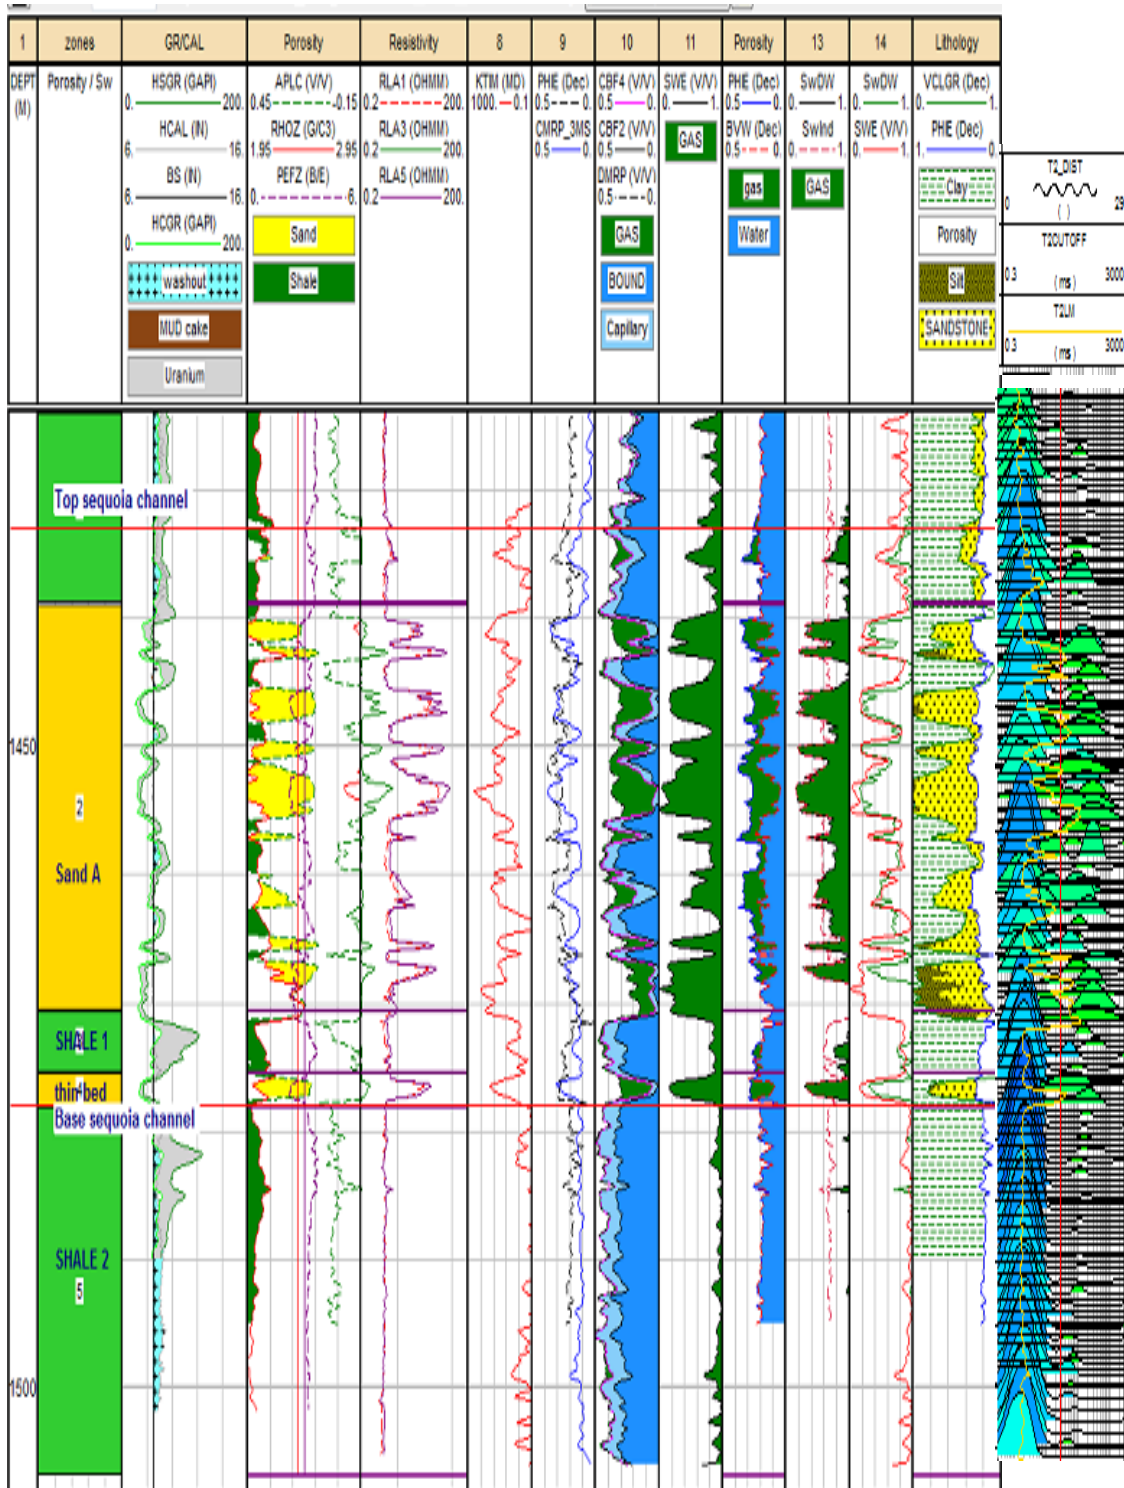 1 zones GR/CAL Porosity Resistivity 8 9 10 11 Porosity 13 14 Lithology
DEPT
(M)
Porosity / Sw
HSGR (GAPI)
0. 200.
HCAL (IN)
6. 16.
BS (IN)
6. 16.
HCGR (GAPI)
0. 200.
washout
MUD cake
Uranium
APLC (V/V)
0.45 -0.15
RHOZ (G/C3)
1.95 2.95
PEFZ (B/E)
0. 6.
Sand
Shale
RLA1 (OHMM)
0.2 200.
RLA3 (OHMM)
0.2 200.
RLA5 (OHMM)
0.2 200.
KTIM (MD)
1000. 0.1
PHE (Dec)
0.5 0.
CMRP_3MS
0.5 0.
CBF4 (V/V)
0.5 0.
CBF2 (V/V)
0.5 0.
DMRP (V/V)
0.5 0.
GAS
BOUND
Capillary
SWE (V/V)
0. 1.
GAS
PHE (Dec)
0.5 0.
BVW (Dec)
0.5 0.
gas
Water
SwDW
0. 1.
SwInd
0. 1.
GAS
SwDW
0. 1.
SWE (V/V)
0. 1.
VCLGR (Dec)
0. 1.
PHE (Dec)
1. 0.
Clay
Porosity
Silt
SANDSTONE
T2_DIST
0 ( ) 29
T2CUTOFF
0.3 (ms) 3000
T2LM
0.3 (ms) 3000
Top sequoia channel
1450
2
Sand A
SHALE 1
thin bed
Base sequoia channel
SHALE 2
5
1500